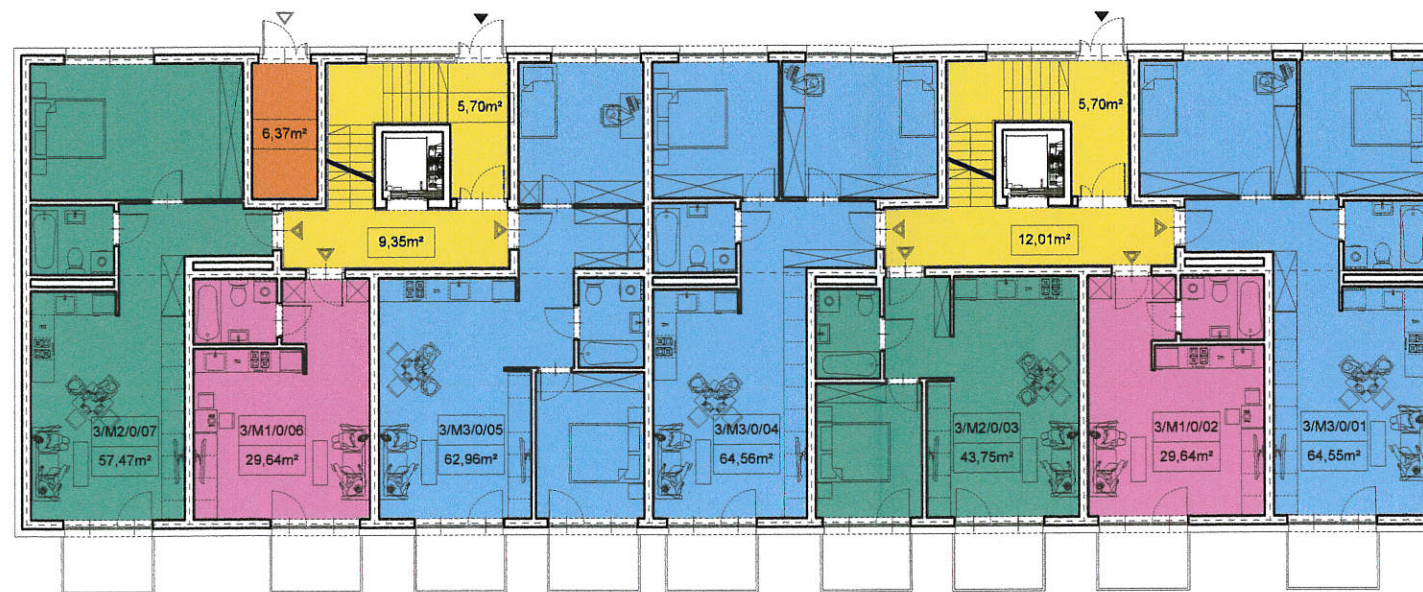 5,70m²
5,70m²
6,37m²
9,35m²
12,01m²
3/M2/0/07
57,47m²
3/M1/0/06
29,64m²
3/M3/0/05
62,96m²
3/M3/0/04
64,56m²
3/M2/0/03
43,75m²
3/M1/0/02
29,64m²
3/M3/0/01
64,55m²